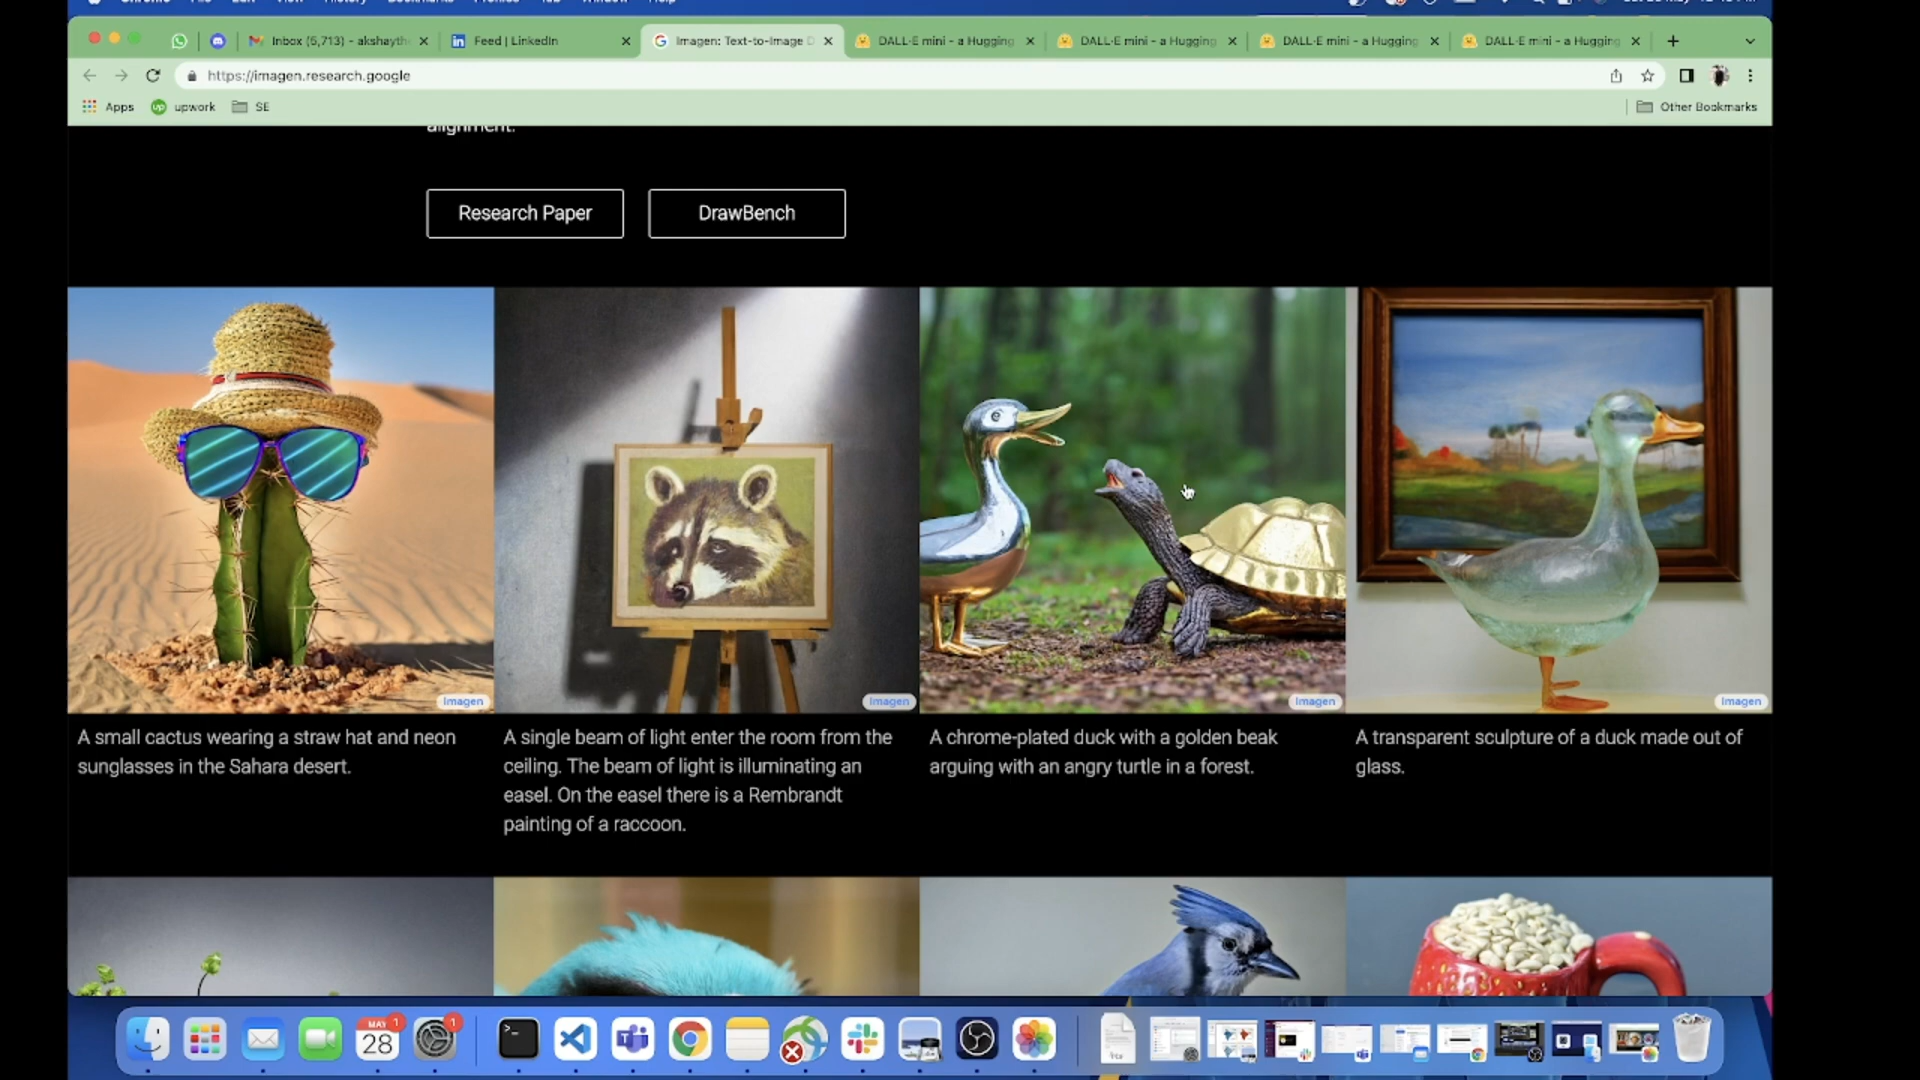 Inbox (5,713) - akshayth
Feed | LinkedIn
Imagen: Text-to-Image D
DALL·E mini - a Hugging
DALL·E mini - a Hugging
DALL·E mini - a Hugging
DALL·E mini - a Hugging
https://imagen.research.google
Apps
up
upwork
SE
Other Bookmarks
alignment.
Research Paper
DrawBench
Imagen
Imagen
Imagen
Imagen
A small cactus wearing a straw hat and neon
sunglasses in the Sahara desert.
A single beam of light enter the room from the
ceiling. The beam of light is illuminating an
easel. On the easel there is a Rembrandt
painting of a raccoon.
A chrome-plated duck with a golden beak
arguing with an angry turtle in a forest.
A transparent sculpture of a duck made out of
glass.
MAY
28
1
1